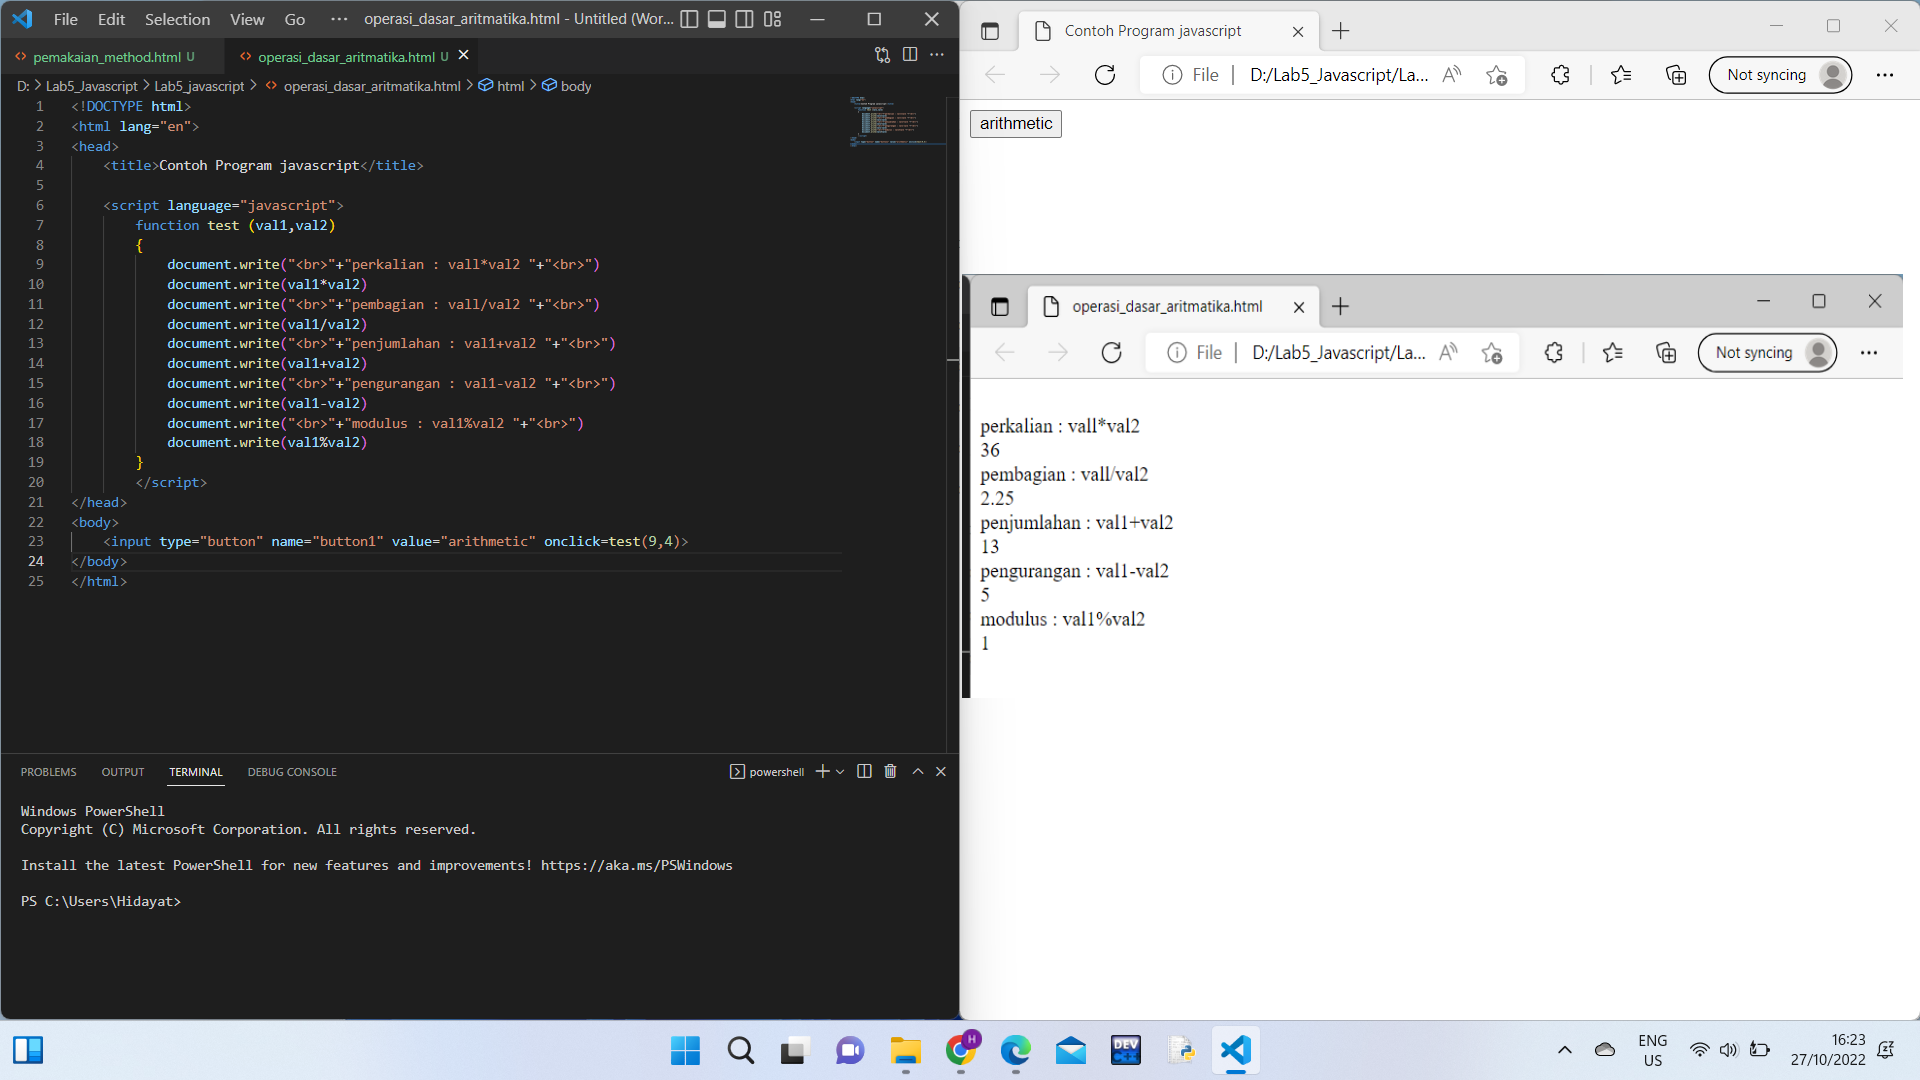 File Edit Selection View Go ··· operasi_dasar_aritmatika.html - Untitled (Wor...
pemakaian_method.html U operasi_dasar_aritmatika.html U
D: > Lab5_Javascript > Lab5_javascript > operasi_dasar_aritmatika.html > html > body
1 <!DOCTYPE html>
2 <html lang="en">
3 <head>
4 <title>Contoh Program javascript</title>
5
6 <script language="javascript">
7 function test (val1,val2)
8 {
9 document.write("<br>"+"perkalian : vall*val2 "+"<br>")
10 document.write(val1*val2)
11 document.write("<br>"+"pembagian : vall/val2 "+"<br>")
12 document.write(val1/val2)
13 document.write("<br>"+"penjumlahan : val1+val2 "+"<br>")
14 document.write(val1+val2)
15 document.write("<br>"+"pengurangan : val1-val2 "+"<br>")
16 document.write(val1-val2)
17 document.write("<br>"+"modulus : val1%val2 "+"<br>")
18 document.write(val1%val2)
19 }
20 </script>
21 </head>
22 <body>
23 <input type="button" name="button1" value="arithmetic" onclick=test(9,4)>
24 </body>
25 </html>
PROBLEMS OUTPUT TERMINAL DEBUG CONSOLE powershell
Windows PowerShell
Copyright (C) Microsoft Corporation. All rights reserved.
Install the latest PowerShell for new features and improvements! https://aka.ms/PSWindows
PS C:\Users\Hidayat>
Contoh Program javascript
File D:/Lab5_Javascript/La... Not syncing
arithmetic
operasi_dasar_aritmatika.html
File D:/Lab5_Javascript/La... Not syncing
perkalian : vall*val2
36
pembagian : vall/val2
2.25
penjumlahan : val1+val2
13
pengurangan : val1-val2
5
modulus : val1%val2
1
H
DEV
C++
ENG
US
16:23
27/10/2022